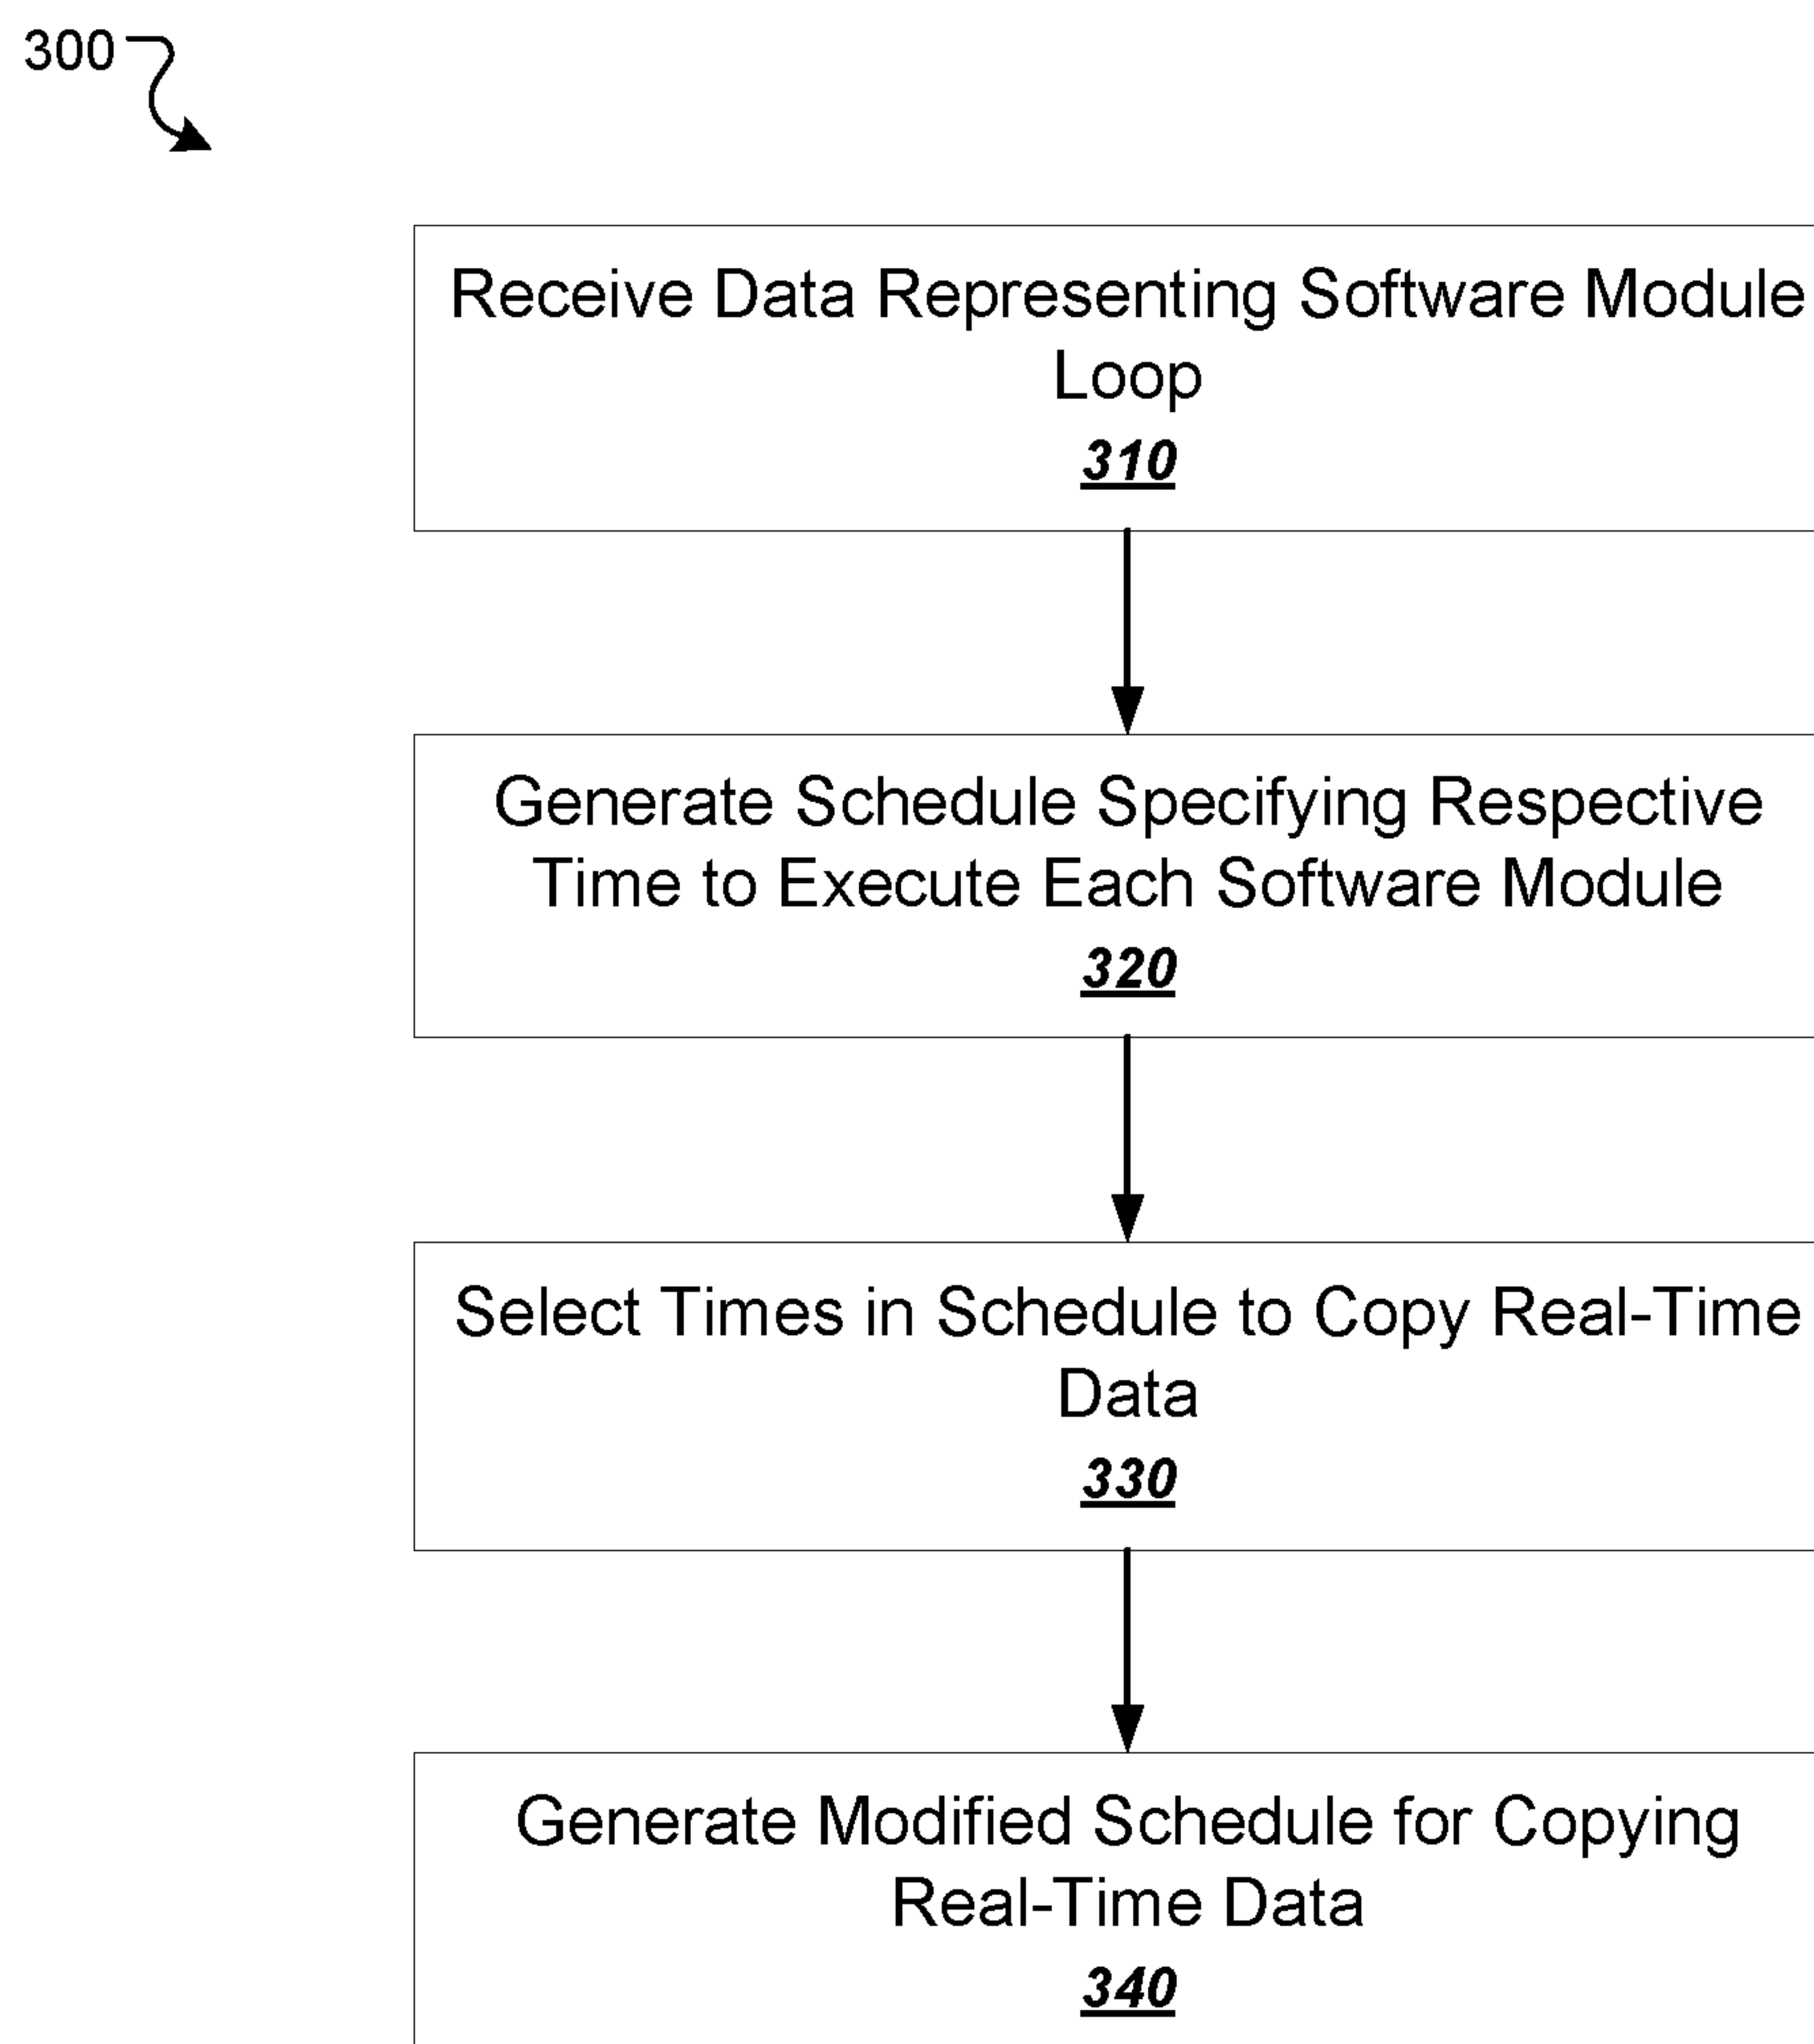 300
Receive Data Representing Software Module
Loop
310
Generate Schedule Specifying Respective
Time to Execute Each Software Module
320
Select Times in Schedule to Copy Real-Time
Data
330
Generate Modified Schedule for Copying
Real-Time Data
340